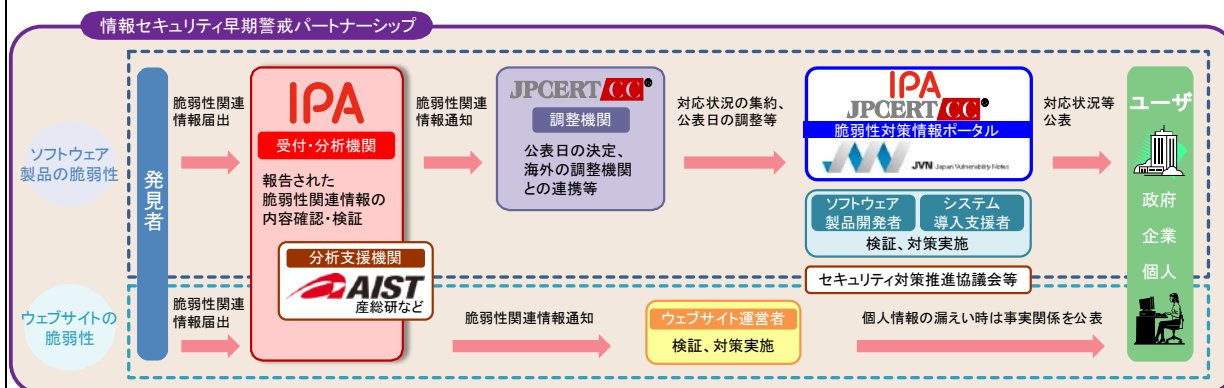 情報セキュリティ早期警戒パートナーシップ
ソフトウェア
製品の脆弱性
発見者
脆弱性関連
情報届出
IPA
受付・分析機関
報告された
脆弱性関連情報の
内容確認・検証
分析支援機関
AIST
産総研など
脆弱性関連
情報通知
JPCERT CC®
調整機関
公表日の決定、
海外の調整機関
との連携等
対応状況の集約、
公表日の調整等
IPA
JPCERT CC®
脆弱性対策情報ポータル
JVN Japan Vulnerability Notes
ソフトウェア
製品開発者
システム
導入支援者
検証、対策実施
セキュリティ対策推進協議会等
対応状況等
公表
ユーザ
政府
企業
個人
ウェブサイトの
脆弱性
脆弱性関連
情報届出
脆弱性関連情報通知
ウェブサイト運営者
検証、対策実施
個人情報の漏えい時は事実関係を公表